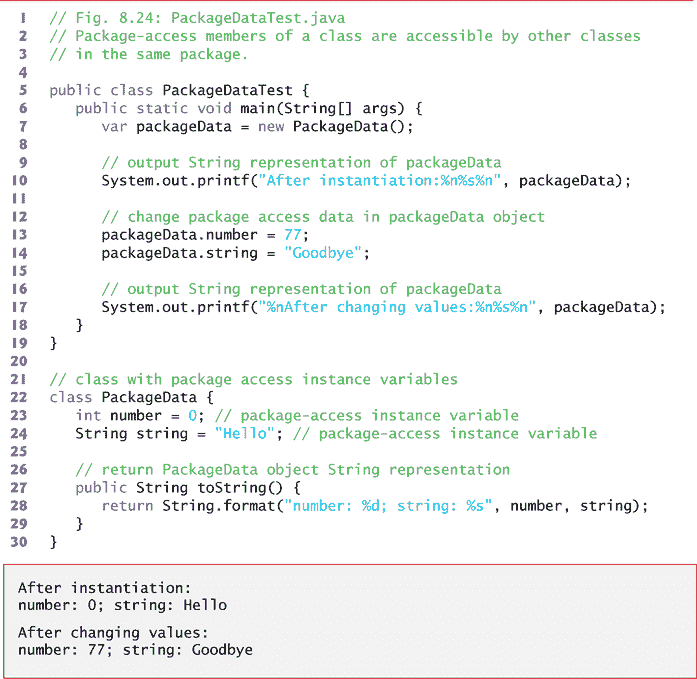 1 // Fig. 8.24: PackageDataTest.java
2 // Package-access members of a class are accessible by other classes
3 // in the same package.
4
5 public class PackageDataTest {
6    public static void main(String[] args) {
7       var packageData = new PackageData();
8
9       // output String representation of packageData
10       System.out.printf("After instantiation:%n%s%n", packageData);
11
12       // change package access data in packageData object
13       packageData.number = 77;
14       packageData.string = "Goodbye";
15
16       // output String representation of packageData
17       System.out.printf("%nAfter changing values:%n%s%n", packageData);
18    }
19 }
20
21 // class with package access instance variables
22 class PackageData {
23    int number = 0; // package-access instance variable
24    String string = "Hello"; // package-access instance variable
25
26    // return PackageData object String representation
27    public String toString() {
28       return String.format("number: %d; string: %s", number, string);
29    }
30 }
After instantiation:
number: 0; string: Hello
After changing values:
number: 77; string: Goodbye